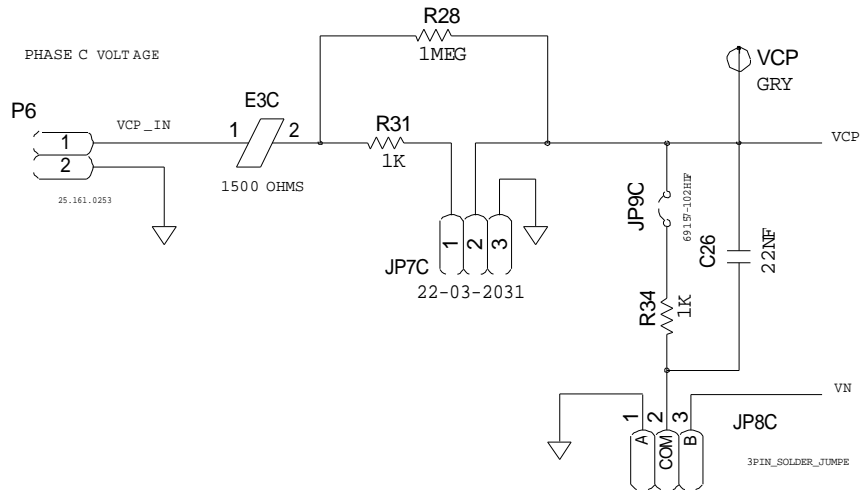 R28
1MEG
PHASE C VOLTAGE
VCP
GRY
P6
E3C
VCP_IN
1
2
R31
1K
VCP
1
2
25.161.0253
1500 OHMS
JP9C
69157-102HIF
C26
22NF
1
2
3
JP7C
22-03-2031
R34
1K
VN
1
2
3
A
COM
B
JP8C
3PIN_SOLDER_JUMPE